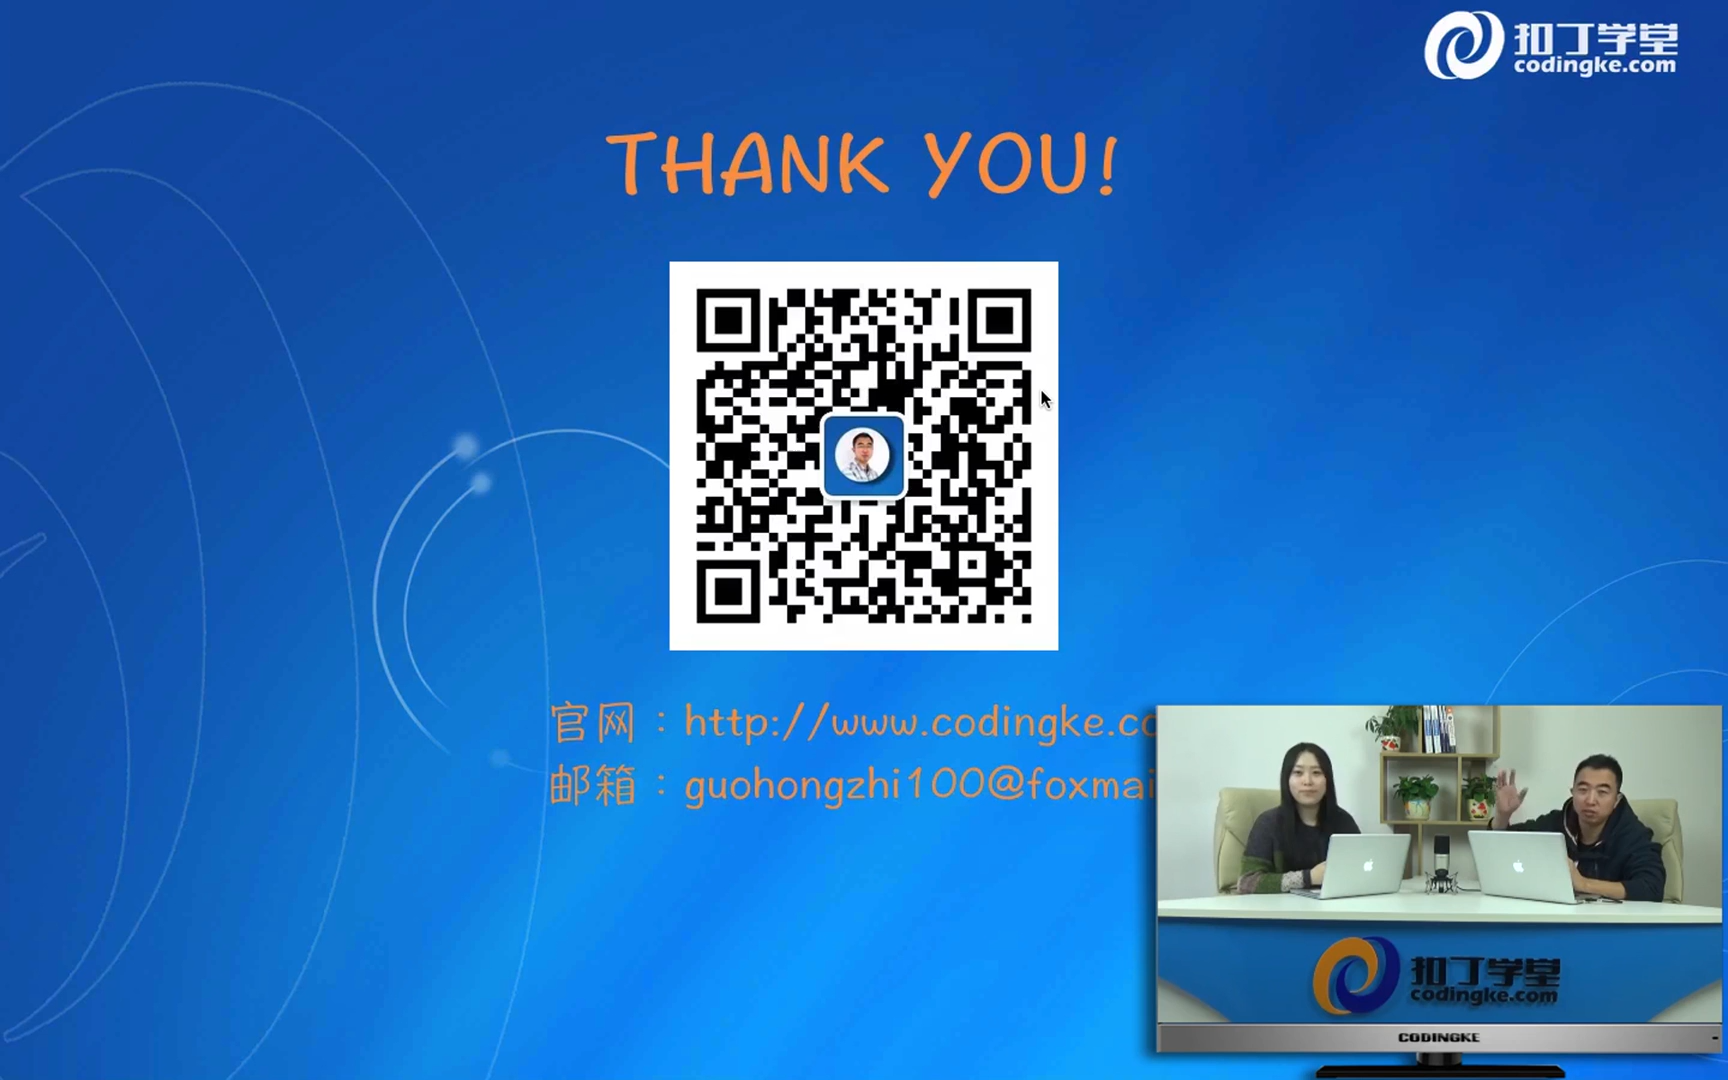 扣丁学堂
codingke.com
THANK YOU!
官网：http://www.codingke.co
邮箱：guohongzhi100@foxmai
扣丁学堂
codingke.com
CODINGKE